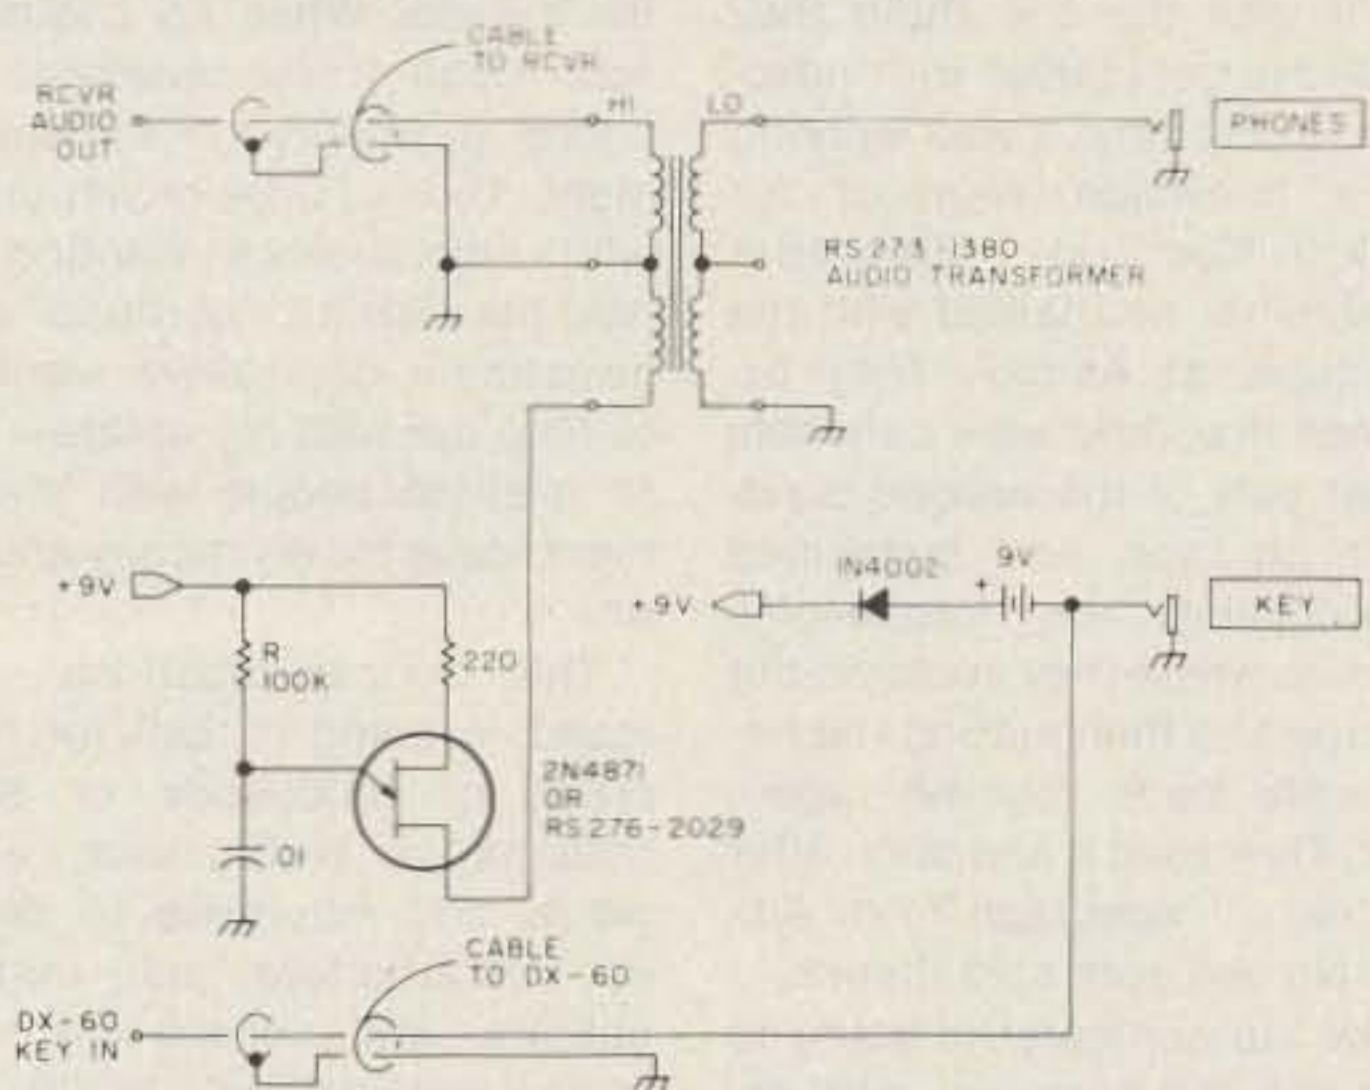 CABLE
TO RCVR
RCVR
AUDIO
OUT
HI
LO
PHONES
RS 273-1380
AUDIO TRANSFORMER
+9V
R
100K
220
1N4002
+
9V
+9V
KEY
2N4871
OR
RS 276-2029
.01
CABLE
TO DX-60
DX-60
KEY IN